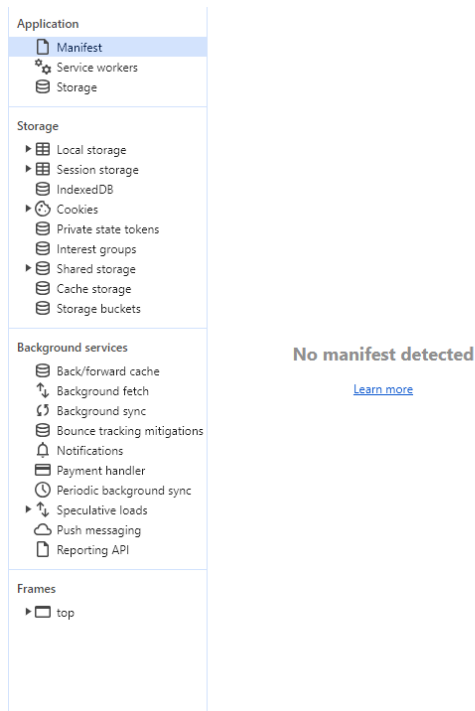 Application
Manifest
Service workers
Storage
Storage
Local storage
Session storage
IndexedDB
Cookies
Private state tokens
Interest groups
Shared storage
Cache storage
Storage buckets
Background services
Back/forward cache
Background fetch
Background sync
Bounce tracking mitigations
Notifications
Payment handler
Periodic background sync
Speculative loads
Push messaging
Reporting API
Frames
top
No manifest detected
Learn more